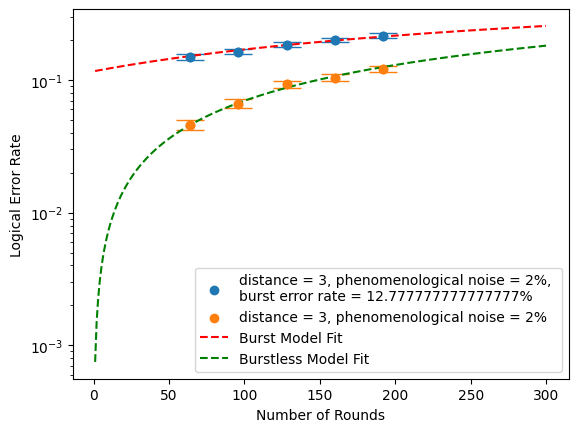 Logical Error Rate
10⁻¹
10⁻²
10⁻³
distance = 3, phenomenological noise = 2%,
burst error rate = 12.777777777777777%
distance = 3, phenomenological noise = 2%
Burst Model Fit
Burstless Model Fit
0 50 100 150 200 250 300
Number of Rounds